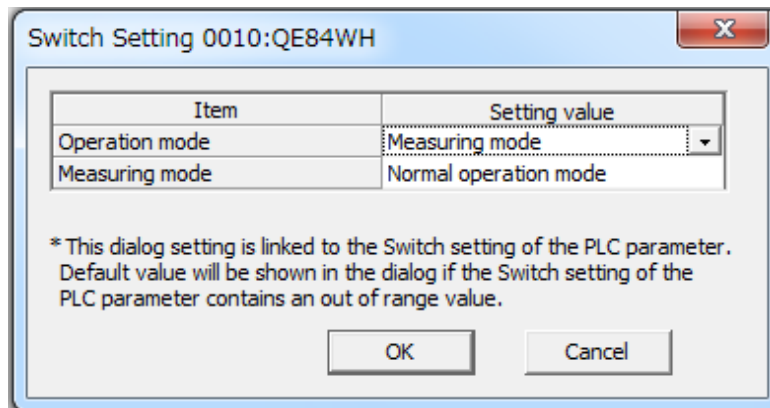 Switch Setting 0010:QE84WH
Item Setting value
Operation mode Measuring mode
Measuring mode Normal operation mode
* This dialog setting is linked to the Switch setting of the PLC parameter.
Default value will be shown in the dialog if the Switch setting of the
PLC parameter contains an out of range value.
OK Cancel